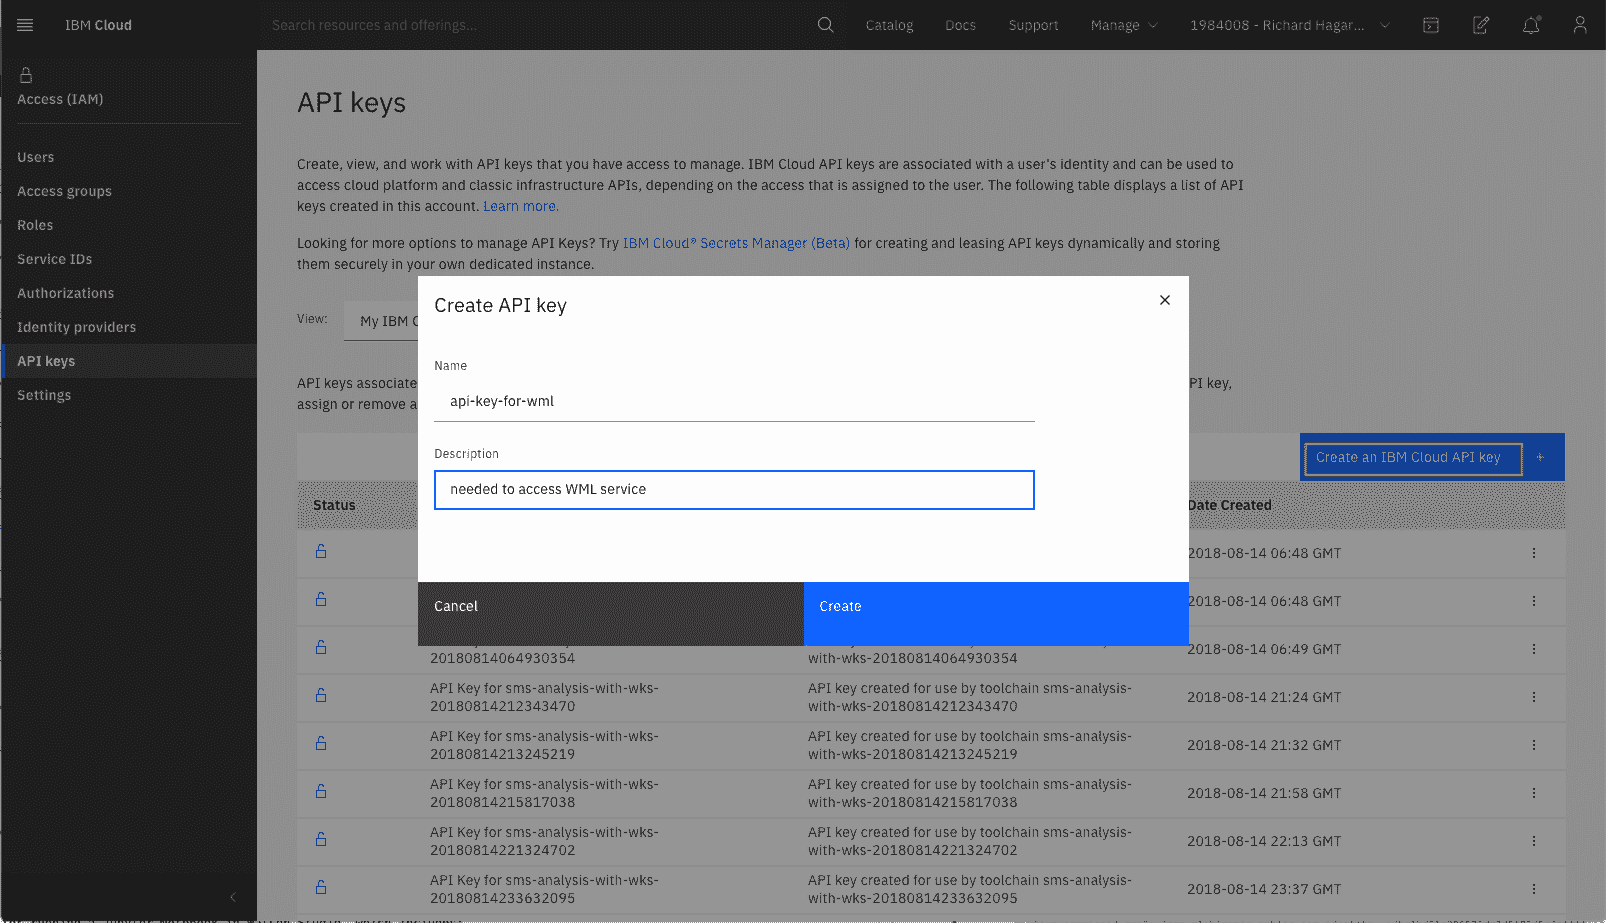 IBM Cloud
Search resources and offerings...
Catalog
Docs
Support
Manage
1984008 - Richard Hagar...
Access (IAM)
Users
Access groups
Roles
Service IDs
Authorizations
Identity providers
API keys
Settings
API keys
Create, view, and work with API keys that you have access to manage. IBM Cloud API keys are associated with a user's identity and can be used to
access cloud platform and classic infrastructure APIs, depending on the access that is assigned to the user. The following table displays a list of API
keys created in this account. Learn more.
Looking for more options to manage API Keys? Try IBM Cloud® Secrets Manager (Beta) for creating and leasing API keys dynamically and storing
them securely in your own dedicated instance.
View:
My IBM C
API keys associate
PI key,
assign or remove a
Create an IBM Cloud API key +
Create API key
Name
api-key-for-wml
Description
needed to access WML service
Cancel
Create
Status
Date Created
2018-08-14 06:48 GMT
2018-08-14 06:48 GMT
20180814064930354
with-wks-20180814064930354
2018-08-14 06:49 GMT
API Key for sms-analysis-with-wks-
20180814212343470
API key created for use by toolchain sms-analysis-
with-wks-20180814212343470
2018-08-14 21:24 GMT
API Key for sms-analysis-with-wks-
20180814213245219
API key created for use by toolchain sms-analysis-
with-wks-20180814213245219
2018-08-14 21:32 GMT
API Key for sms-analysis-with-wks-
20180814215817038
API key created for use by toolchain sms-analysis-
with-wks-20180814215817038
2018-08-14 21:58 GMT
API Key for sms-analysis-with-wks-
20180814221324702
API key created for use by toolchain sms-analysis-
with-wks-20180814221324702
2018-08-14 22:13 GMT
API Key for sms-analysis-with-wks-
20180814233632095
API key created for use by toolchain sms-analysis-
with-wks-20180814233632095
2018-08-14 23:37 GMT